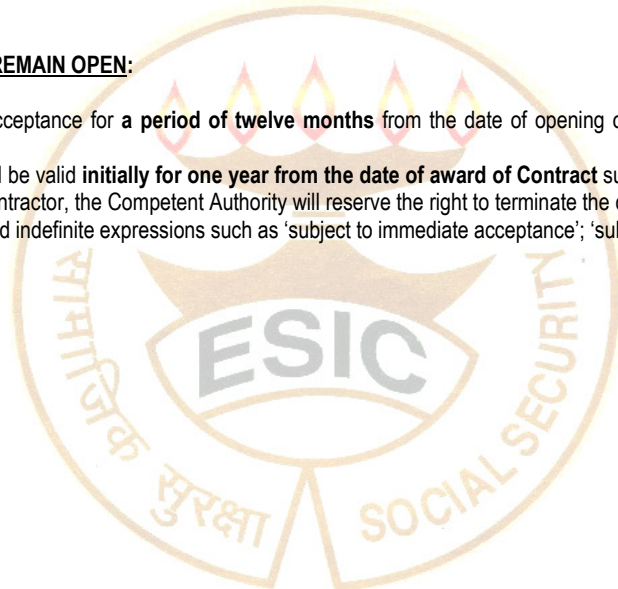 REMAIN OPEN:
cceptance for a period of twelve months from the date of opening o
l be valid initially for one year from the date of award of Contract su
ntractor, the Competent Authority will reserve the right to terminate the c
d indefinite expressions such as ‘subject to immediate acceptance’; ‘sul
ESIC
सामाजिक सुरक्षा
SOCIAL SECURITY